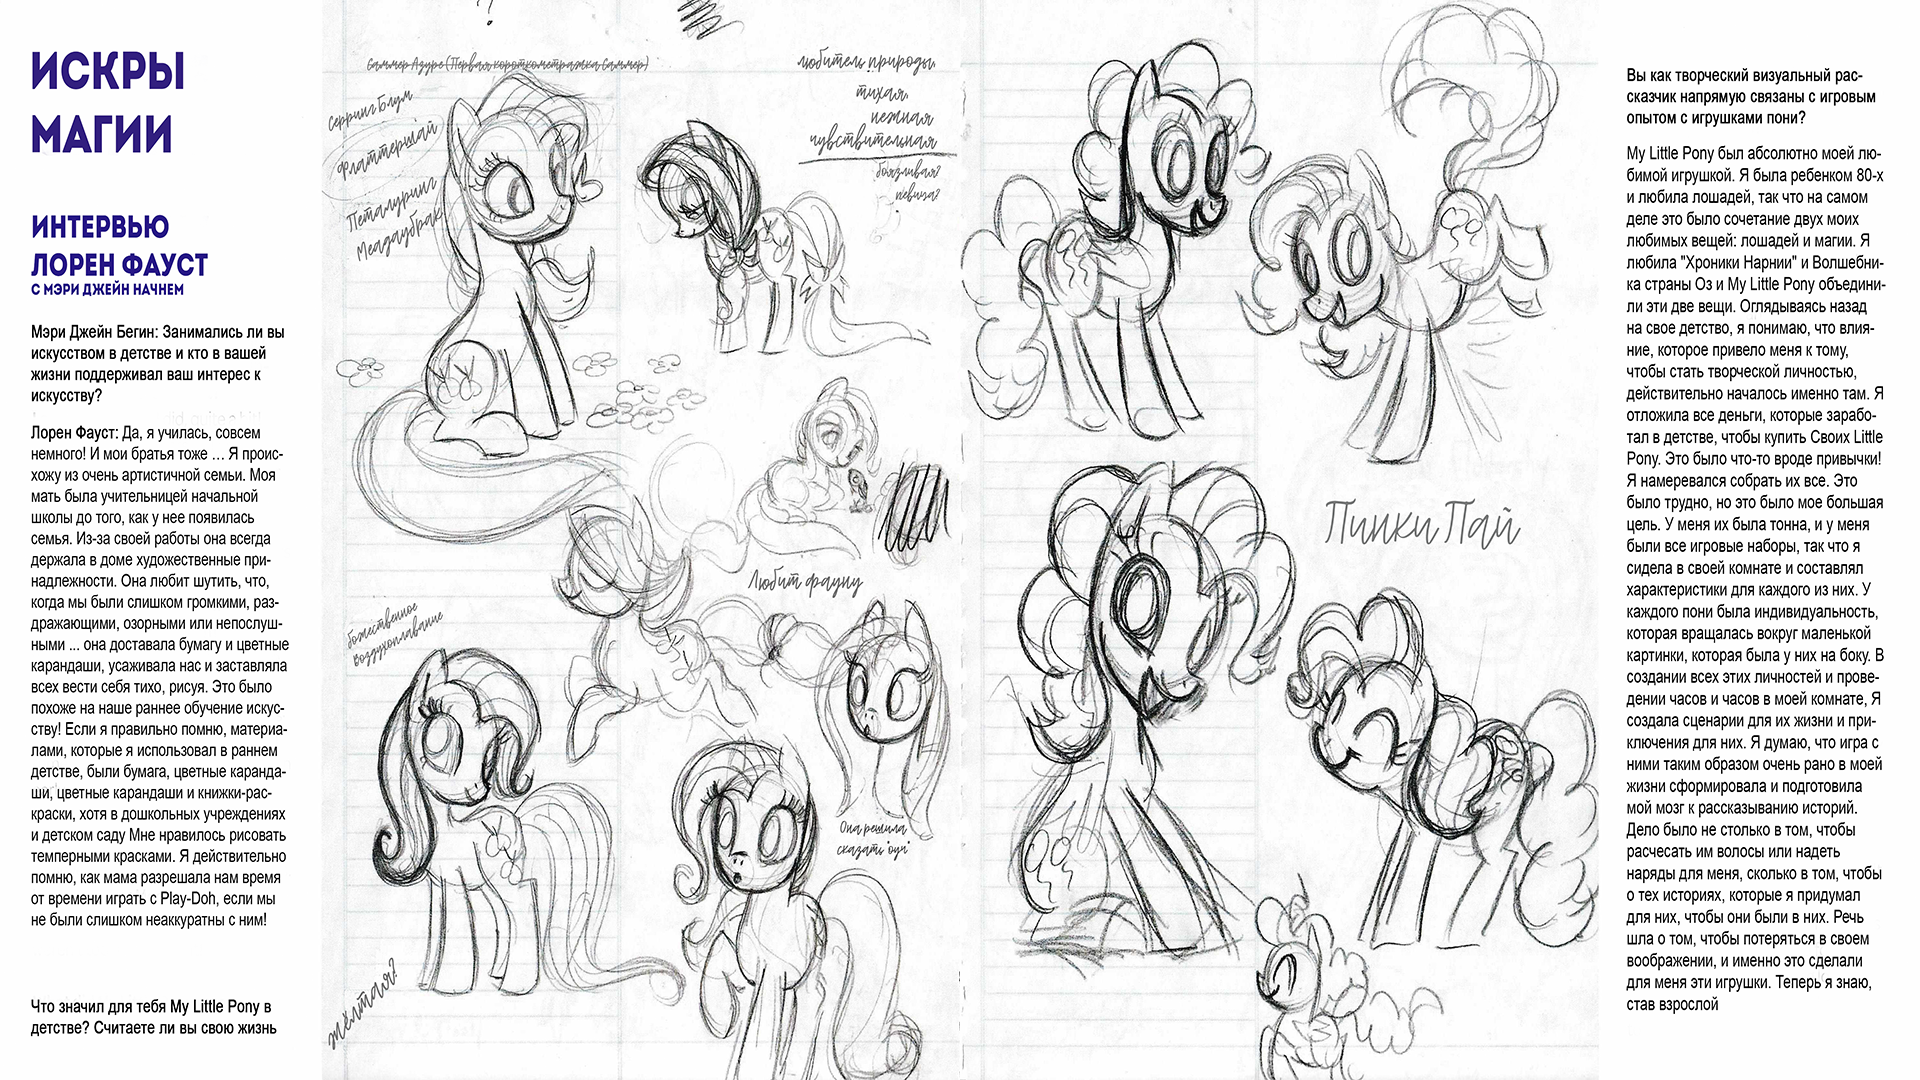 ИСКРЫ
МАГИИ
ИНТЕРВЬЮ
ЛОРЕН ФАУСТ
С МЭРИ ДЖЕЙН НАЧНЕМ
Мэри Джейн Бегин: Занимались ли вы
искусством в детстве и кто в вашей
жизни поддерживал ваш интерес к
искусству?
Лорен Фауст: Да, я училась, совсем
немного! И мои братья тоже ... Я проис-
хожу из очень артистичной семьи. Моя
мать была учительницей начальной
школы до того, как у нее появилась
семья. Из-за своей работы она всегда
держала в доме художественные при-
надлежности. Она любит шутить, что,
когда мы были слишком громкими, раз-
дражающими, озорными или непослуш-
ными ... она доставала бумагу и цветные
карандаши, усаживала нас и заставляла
всех вести себя тихо, рисуя. Это было
похоже на наше раннее обучение искус-
ству! Если я правильно помню, материа-
лами, которые я использовал в раннем
детстве, были бумага, цветные каранда-
ши, цветные карандаши и книжки-рас-
краски, хотя в дошкольных учреждениях
и детском саду Мне нравилось рисовать
темперными красками. Я действительно
помню, как мама разрешала нам время
от времени играть с Play-Doh, если мы
не были слишком неаккуратны с ним!
Что значил для тебя My Little Pony в
детстве? Считаете ли вы свою жизнь
?
Саммер Азуре (Первая короткометражка Саммер)
серринг Блум
Флаттершай
Петалуринг
Меадаубрак
любитель природы.
тихая.
нежная
чувствительная
боязливая?
певица?
Любит фауну
божественное
воздухоплавание
Она решила
сказать "оуч"
жёлтая?
Пинки Пай
Вы как творческий визуальный рас-
сказчик напрямую связаны с игровым
опытом с игрушками пони?
My Little Pony был абсолютно моей лю-
бимой игрушкой. Я была ребенком 80-х
и любила лошадей, так что на самом
деле это было сочетание двух моих
любимых вещей: лошадей и магии. Я
любила "Хроники Нарнии" и Волшебни-
ка страны Оз и My Little Pony объедини-
ли эти две вещи. Оглядываясь назад
на свое детство, я понимаю, что влия-
ние, которое привело меня к тому,
чтобы стать творческой личностью,
действительно началось именно там. Я
отложила все деньги, которые зарабо-
тал в детстве, чтобы купить Своих Little
Pony. Это было что-то вроде привычки!
Я намеревался собрать их все. Это
было трудно, но это было мое большая
цель. У меня их была тонна, и у меня
были все игровые наборы, так что я
сидела в своей комнате и составлял
характеристики для каждого из них. У
каждого пони была индивидуальность,
которая вращалась вокруг маленькой
картинки, которая была у них на боку. В
создании всех этих личностей и прове-
дении часов и часов в моей комнате, Я
создала сценарии для их жизни и при-
ключения для них. Я думаю, что игра с
ними таким образом очень рано в моей
жизни сформировала и подготовила
мой мозг к рассказыванию историй.
Дело было не столько в том, чтобы
расчесать им волосы или надеть
наряды для меня, сколько в том, чтобы
о тех историях, которые я придумал
для них, чтобы они были в них. Речь
шла о том, чтобы потеряться в своем
воображении, и именно это сделали
для меня эти игрушки. Теперь я знаю,
став взрослой